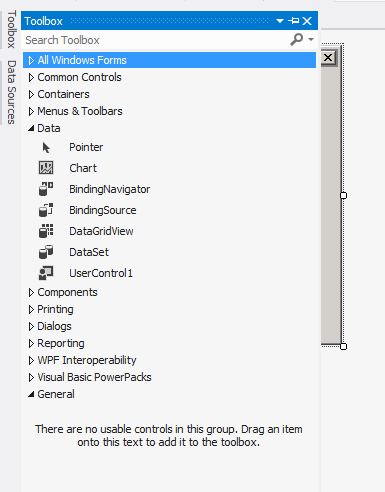 Toolbox
Data Sources
Toolbox
Search Toolbox
All Windows Forms
Common Controls
Containers
Menus & Toolbars
Data
Pointer
Chart
BindingNavigator
BindingSource
DataGridView
DataSet
UserControl1
Components
Printing
Dialogs
Reporting
WPF Interoperability
Visual Basic PowerPacks
General
There are no usable controls in this group. Drag an item
onto this text to add it to the toolbox.